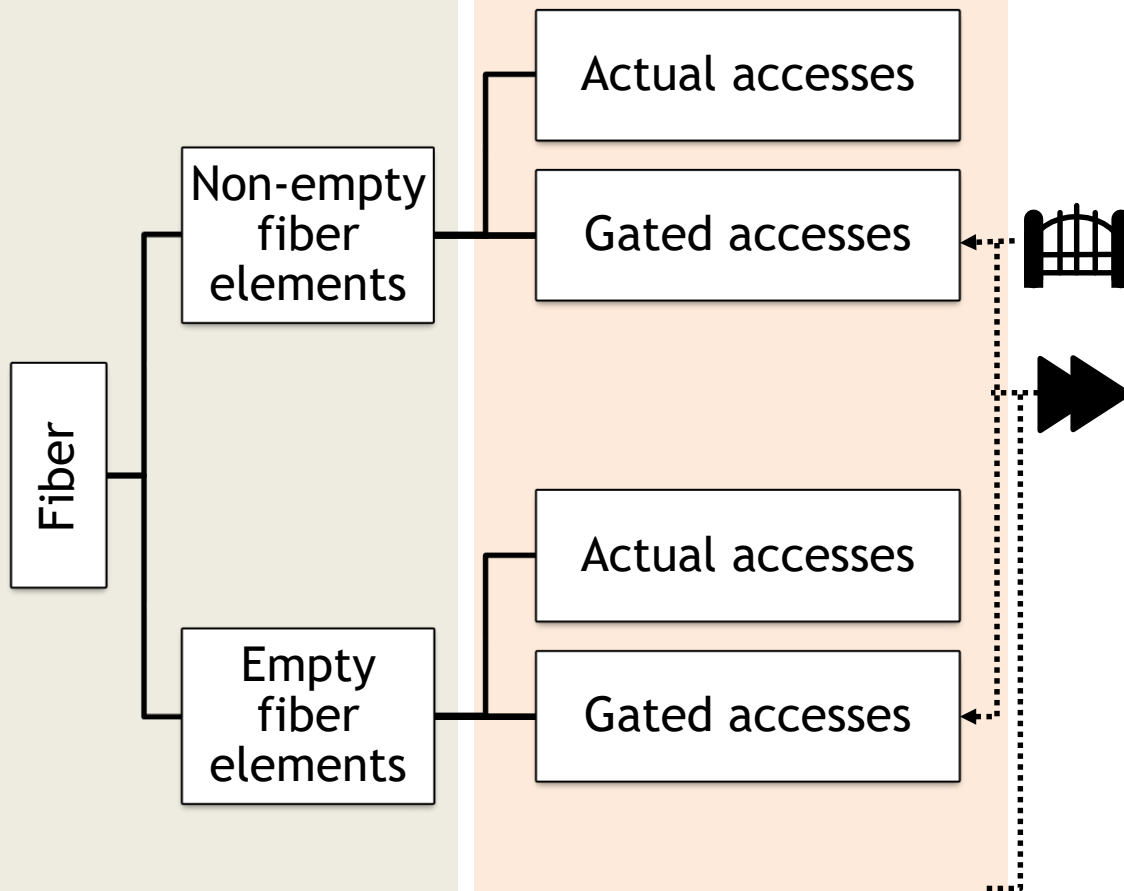 Actual accesses
Non-empty
fiber
elements
Gated accesses
Fiber
Actual accesses
Empty
fiber
elements
Gated accesses